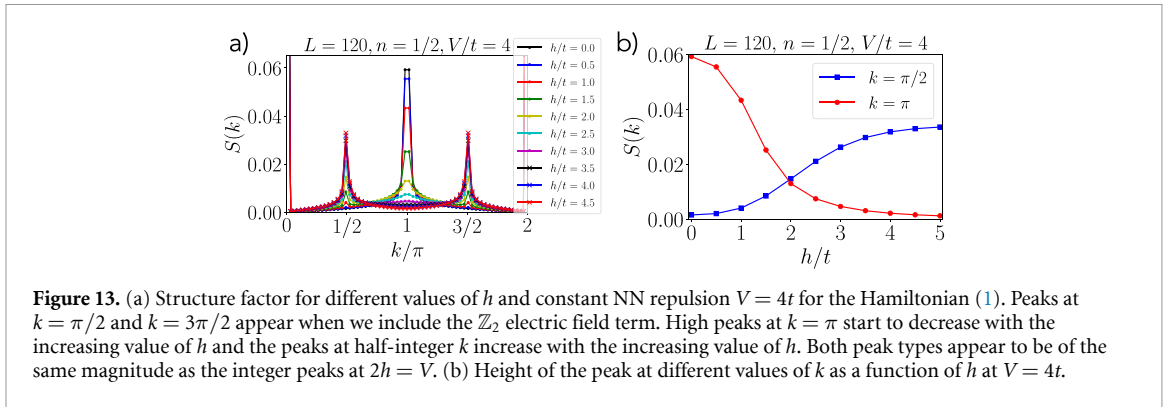 a)
L = 120, n = 1/2, V/t = 4
S(k)
0.06
0.04
0.02
0.00
0
1/2
1
3/2
2
k/π
h/t = 0.0
h/t = 0.5
h/t = 1.0
h/t = 1.5
h/t = 2.0
h/t = 2.5
h/t = 3.0
h/t = 3.5
h/t = 4.0
h/t = 4.5
b)
L = 120, n = 1/2, V/t = 4
S(k)
0.06
0.04
0.02
0.00
k = π/2
k = π
0
1
2
3
4
5
h/t
Figure 13. (a) Structure factor for different values of h and constant NN repulsion V = 4t for the Hamiltonian (1). Peaks at
k = π/2 and k = 3π/2 appear when we include the ℤ₂ electric field term. High peaks at k = π start to decrease with the
increasing value of h and the peaks at half-integer k increase with the increasing value of h. Both peak types appear to be of the
same magnitude as the integer peaks at 2h = V. (b) Height of the peak at different values of k as a function of h at V = 4t.